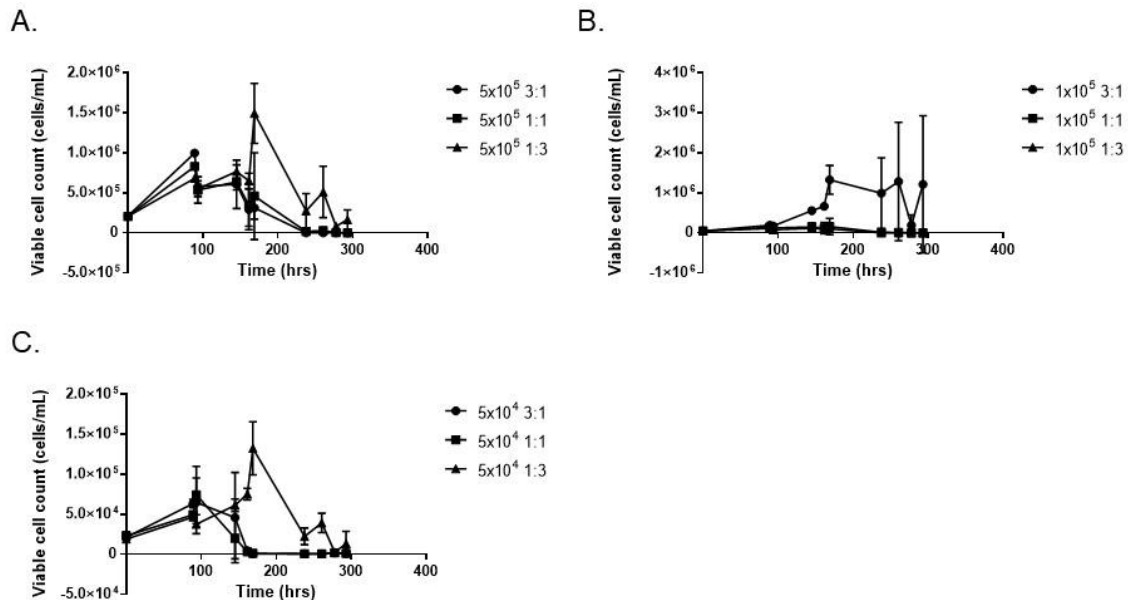 A.
Viable cell count (cells/mL)
2.0×10⁶
1.5×10⁶
1.0×10⁶
5.0×10⁵
0
-5.0×10⁵
100 200 300 400
Time (hrs)
5x10⁵ 3:1
5x10⁵ 1:1
5x10⁵ 1:3
B.
Viable cell count (cells/mL)
4×10⁶
3×10⁶
2×10⁶
1×10⁶
0
-1×10⁶
100 200 300 400
Time (hrs)
1x10⁵ 3:1
1x10⁵ 1:1
1x10⁵ 1:3
C.
Viable cell count (cells/mL)
2.0×10⁵
1.5×10⁵
1.0×10⁵
5.0×10⁴
0
-5.0×10⁴
100 200 300 400
Time (hrs)
5x10⁴ 3:1
5x10⁴ 1:1
5x10⁴ 1:3